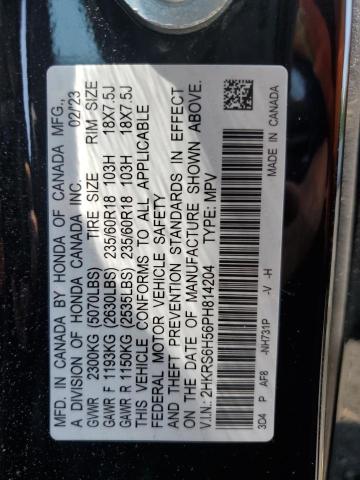 MFD. IN CANADA BY HONDA OF CANADA MFG.,
A DIVISION OF HONDA CANADA INC. 02/23
GVWR 2300KG (5070LBS) TIRE SIZE RIM SIZE
GAWR F 1193KG (2630LBS) 235/60R18 103H 18X7.5J
GAWR R 1150KG (2535LBS) 235/60R18 103H 18X7.5J
THIS VEHICLE CONFORMS TO ALL APPLICABLE
FEDERAL MOTOR VEHICLE SAFETY
AND THEFT PREVENTION STANDARDS IN EFFECT
ON THE DATE OF MANUFACTURE SHOWN ABOVE.
V.I.N.: 2HKRS6H56PH814204 TYPE: MPV
3D4 P AF8 -NH731P -V -H MADE IN CANADA